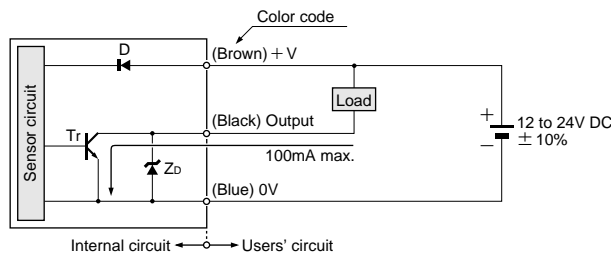 Color code
D
(Brown) + V
Sensor circuit
Load
Tr
(Black) Output
+
12 to 24V DC
−
± 10%
100mA max.
ZD
(Blue) 0V
Internal circuit
Users' circuit